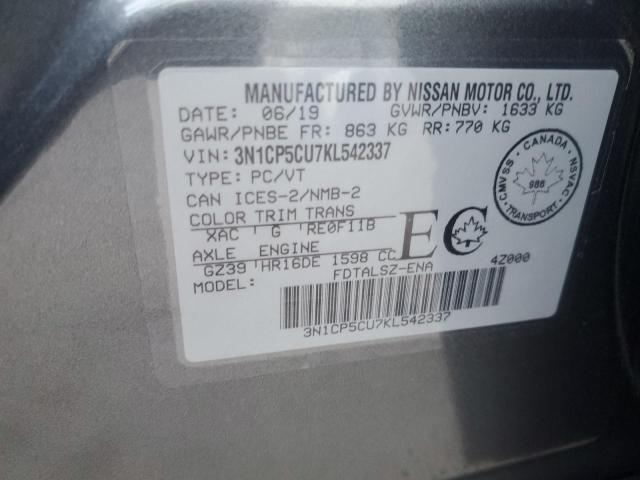 MANUFACTURED BY NISSAN MOTOR CO., LTD.
DATE: 06/19 GVWR/PNBV: 1633 KG
GAWR/PNBE FR: 863 KG RR: 770 KG
VIN: 3N1CP5CU7KL542337
TYPE: PC/VT
CAN ICES-2/NMB-2
COLOR TRIM TRANS
XAC G RE0F11B
AXLE ENGINE
GZ39 HR16DE 1598 CC
MODEL: FDTALSZ-ENA
EC
4Z000
CANADA
CMVSS NSVAC
986
TRANSPORT
3N1CP5CU7KL542337